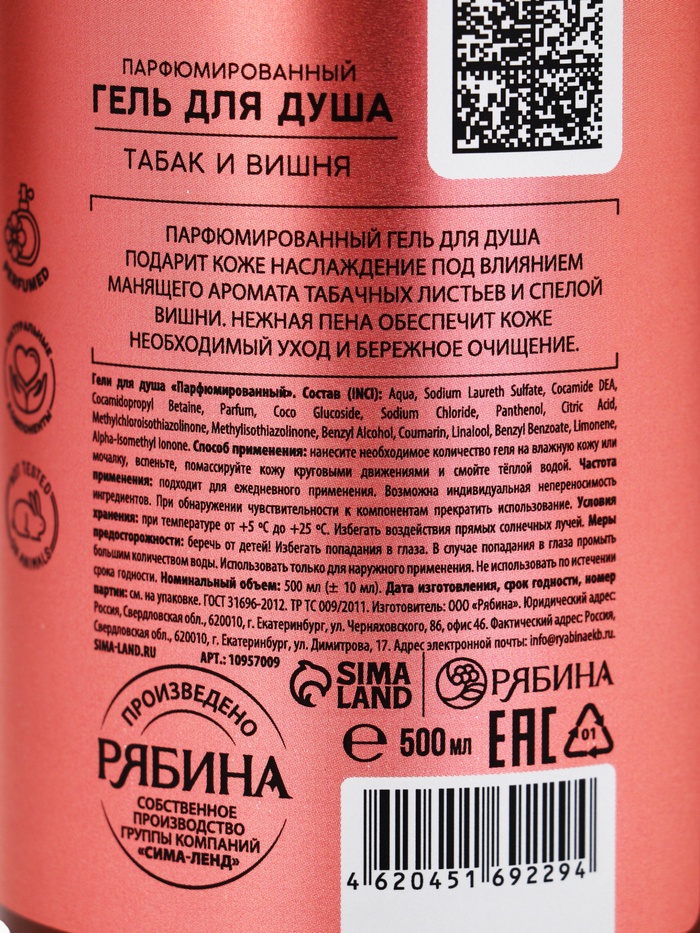 ПАРФЮМИРОВАННЫЙ
ГЕЛЬ ДЛЯ ДУША
ТАБАК И ВИШНЯ
ПАРФЮМИРОВАННЫЙ ГЕЛЬ ДЛЯ ДУША
ПОДАРИТ КОЖЕ НАСЛАЖДЕНИЕ ПОД ВЛИЯНИЕМ
МАНЯЩЕГО АРОМАТА ТАБАЧНЫХ ЛИСТЬЕВ И СПЕЛОЙ
ВИШНИ. НЕЖНАЯ ПЕНА ОБЕСПЕЧИТ КОЖЕ
НЕОБХОДИМЫЙ УХОД И БЕРЕЖНОЕ ОЧИЩЕНИЕ.
PERFUMED
Гели для душа «Парфюмированный». Состав (INCI): Aqua, Sodium Laureth Sulfate, Cocamide DEA,
Cocamidopropyl Betaine, Parfum, Coco Glucoside, Sodium Chloride, Panthenol, Citric Acid,
Methylchloroisothiazolinone, Methylisothiazolinone, Benzyl Alcohol, Coumarin, Linalool, Benzyl Benzoate, Limonene,
Alpha-Isomethyl Ionone. Способ применения: нанесите необходимое количество геля на влажную кожу или
мочалку, вспеньте, помассируйте кожу круговыми движениями и смойте тёплой водой. Частота
применения: подходит для ежедневного применения. Возможна индивидуальная непереносимость
ингредиентов. При обнаружении чувствительности к компонентам прекратить использование. Условия
хранения: при температуре от +5 ºС до +25 ºС. Избегать воздействия прямых солнечных лучей. Меры
предосторожности: беречь от детей! Избегать попадания в глаза. В случае попадания в глаза промыть
большим количеством воды. Использовать только для наружного применения. Не использовать по истечении
срока годности. Номинальный объем: 500 мл (± 10 мл). Дата изготовления, срок годности, номер
партии: см. на упаковке. ГОСТ 31696-2012. ТР ТС 009/2011. Изготовитель: ООО «Рябина». Юридический адрес:
Россия, Свердловская обл., 620010, г. Екатеринбург, ул. Черняховского, 86, офис 46. Фактический адрес: Россия,
Свердловская обл., 620010, г. Екатеринбург, ул. Димитрова, 17. Адрес электронной почты: info@ryabinaekb.ru
SIMA-LAND.RU
АРТ.: 10957009
SIMA LAND
РЯБИНА
ПРОИЗВЕДЕНО
РЯБИНА
СОБСТВЕННОЕ
ПРОИЗВОДСТВО
ГРУППЫ КОМПАНИЙ
«СИМА-ЛЕНД»
℮ 500 мл
EAC
01
4 620451 692294